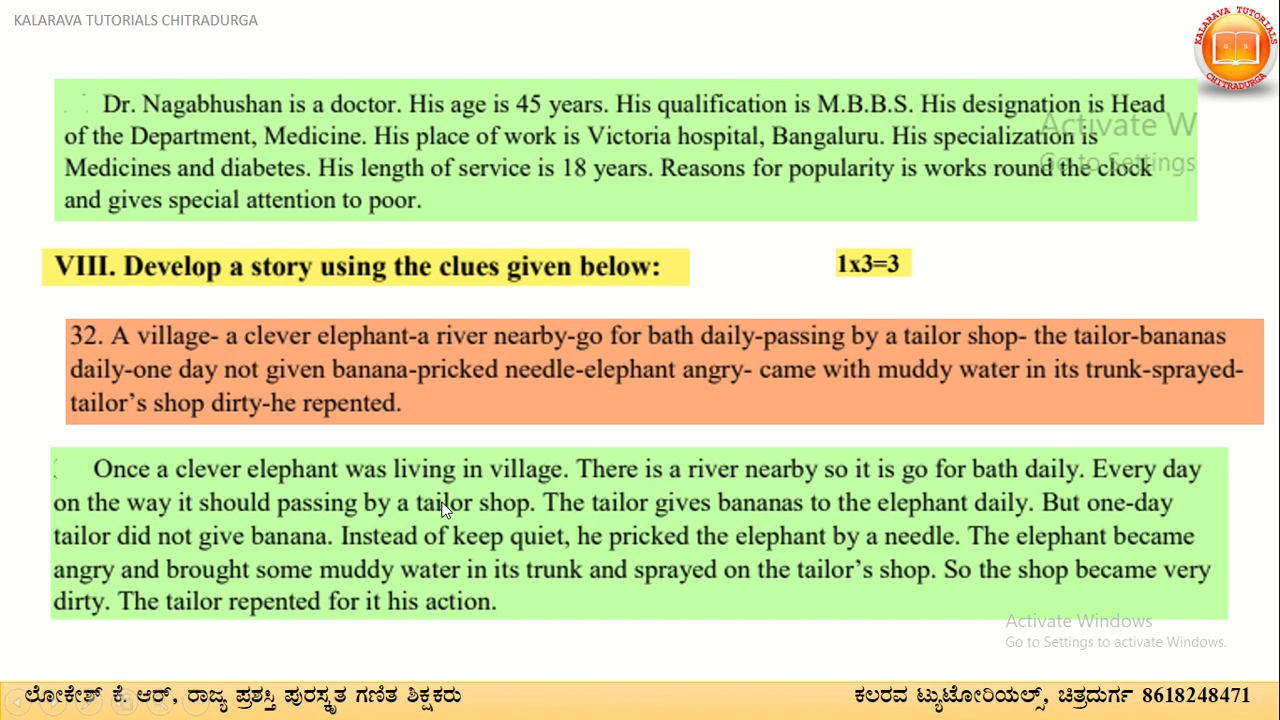 KALARAVA TUTORIALS CHITRADURGA
KALARAVA TUTORIALS
CHITRADURGA
Dr. Nagabhushan is a doctor. His age is 45 years. His qualification is M.B.B.S. His designation is Head
of the Department, Medicine. His place of work is Victoria hospital, Bangaluru. His specialization is
Medicines and diabetes. His length of service is 18 years. Reasons for popularity is works round the clock
and gives special attention to poor.
Activate W
Go to Settings
VIII. Develop a story using the clues given below: 1x3=3
32. A village- a clever elephant-a river nearby-go for bath daily-passing by a tailor shop- the tailor-bananas
daily-one day not given banana-pricked needle-elephant angry- came with muddy water in its trunk-sprayed-
tailor’s shop dirty-he repented.
Once a clever elephant was living in village. There is a river nearby so it is go for bath daily. Every day
on the way it should passing by a tailor shop. The tailor gives bananas to the elephant daily. But one-day
tailor did not give banana. Instead of keep quiet, he pricked the elephant by a needle. The elephant became
angry and brought some muddy water in its trunk and sprayed on the tailor’s shop. So the shop became very
dirty. The tailor repented for it his action.
Activate Windows
Go to Settings to activate Windows.
ಲೋಕೇಶ್ ಕೆ. ಆರ್, ರಾಜ್ಯ ಪ್ರಶಸ್ತಿ ಪುರಸ್ಕೃತ ಗಣಿತ ಶಿಕ್ಷಕರು ಕಲರವ ಟ್ಯುಟೋರಿಯಲ್ಸ್, ಚಿತ್ರದುರ್ಗ 8618248471